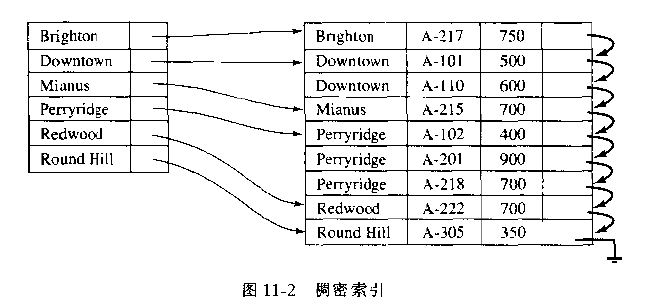 Brighton
Downtown
Mianus
Perryridge
Redwood
Round Hill
Brighton A-217 750
Downtown A-101 500
Downtown A-110 600
Mianus A-215 700
Perryridge A-102 400
Perryridge A-201 900
Perryridge A-218 700
Redwood A-222 700
Round Hill A-305 350
图 11-2 稠密索引